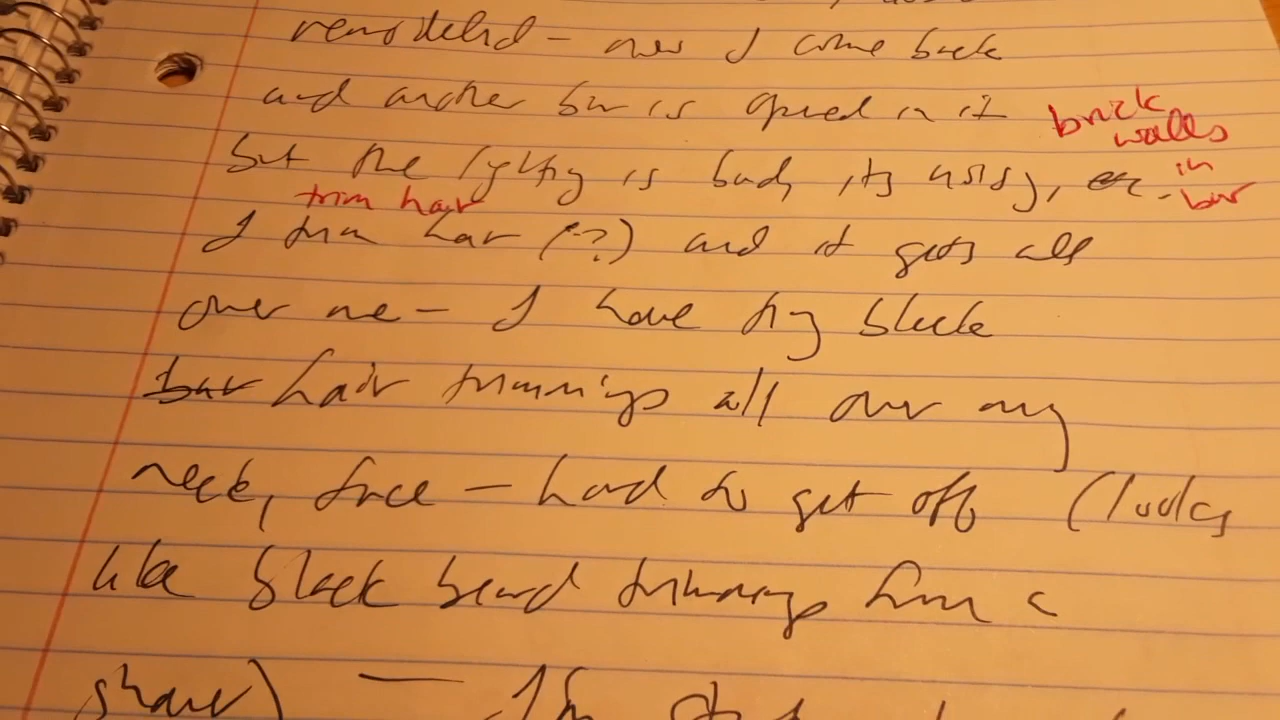 remodeled – now I come back
and another bar is opened in it
brick
walls
but the lighting is bad, its noisy, etc.
in
bar
trim hair
I trim hair (?) and it gets all
over me – I have tiny black
bar hair trimmings all over my
neck, face – hard to get off (looks
like black beard trimmings from a
shave) — I'm